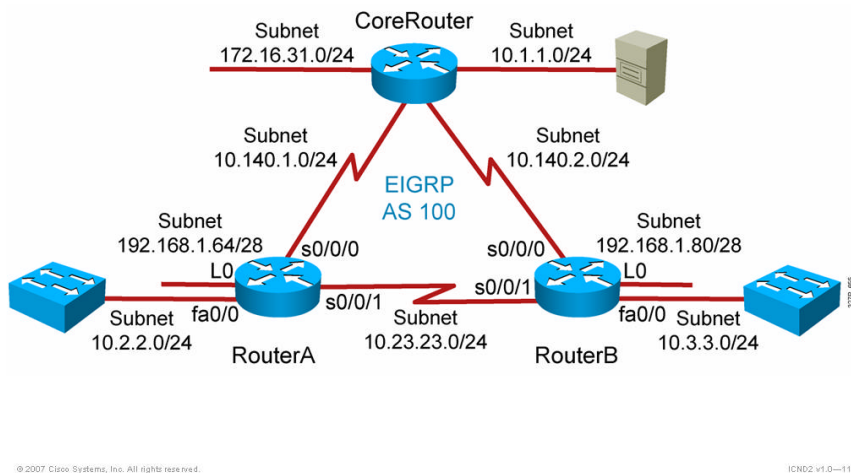 CoreRouter
Subnet
172.16.31.0/24
Subnet
10.1.1.0/24
Subnet
10.140.1.0/24
Subnet
10.140.2.0/24
EIGRP
AS 100
Subnet
192.168.1.64/28
Subnet
192.168.1.80/28
s0/0/0
s0/0/0
L0
L0
s0/0/1
s0/0/1
fa0/0
fa0/0
Subnet
10.2.2.0/24
Subnet
10.23.23.0/24
Subnet
10.3.3.0/24
RouterA
RouterB
© 2007 Cisco Systems, Inc. All rights reserved.
ICND2 v1.0—11